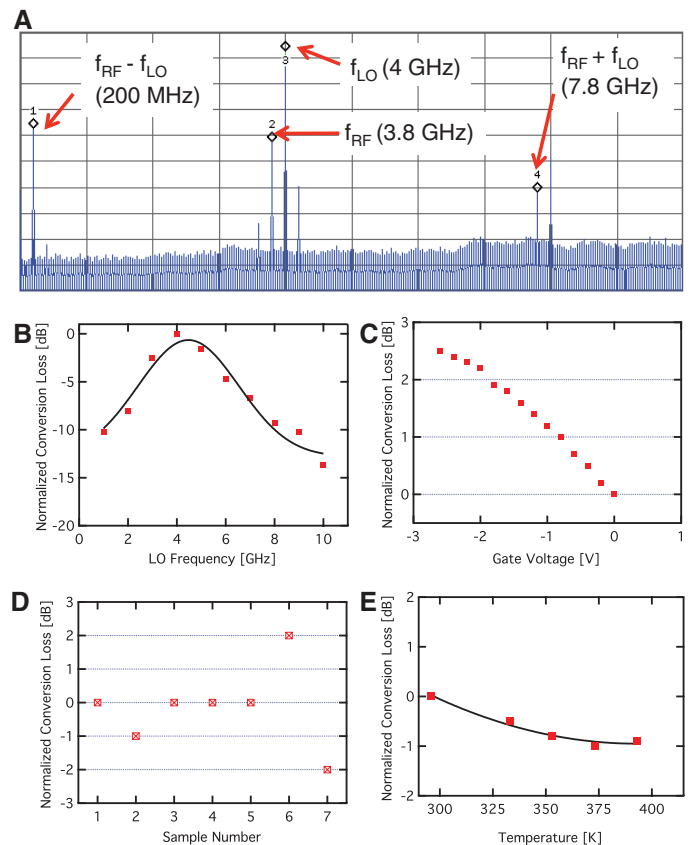 A
f_RF - f_LO
(200 MHz)
f_LO (4 GHz)
f_RF + f_LO
(7.8 GHz)
f_RF (3.8 GHz)
1
2
3
4
B
Normalized Conversion Loss [dB]
0
-5
-10
-15
-20
2
4
6
8
10
LO Frequency [GHz]
C
Normalized Conversion Loss [dB]
3
2
1
0
-3
-2
-1
0
1
Gate Voltage [V]
D
Normalized Conversion Loss [dB]
3
2
1
0
-1
-2
-3
1
2
3
4
5
6
7
Sample Number
E
Normalized Conversion Loss [dB]
2
1
0
-1
-2
300
325
350
375
400
Temperature [K]